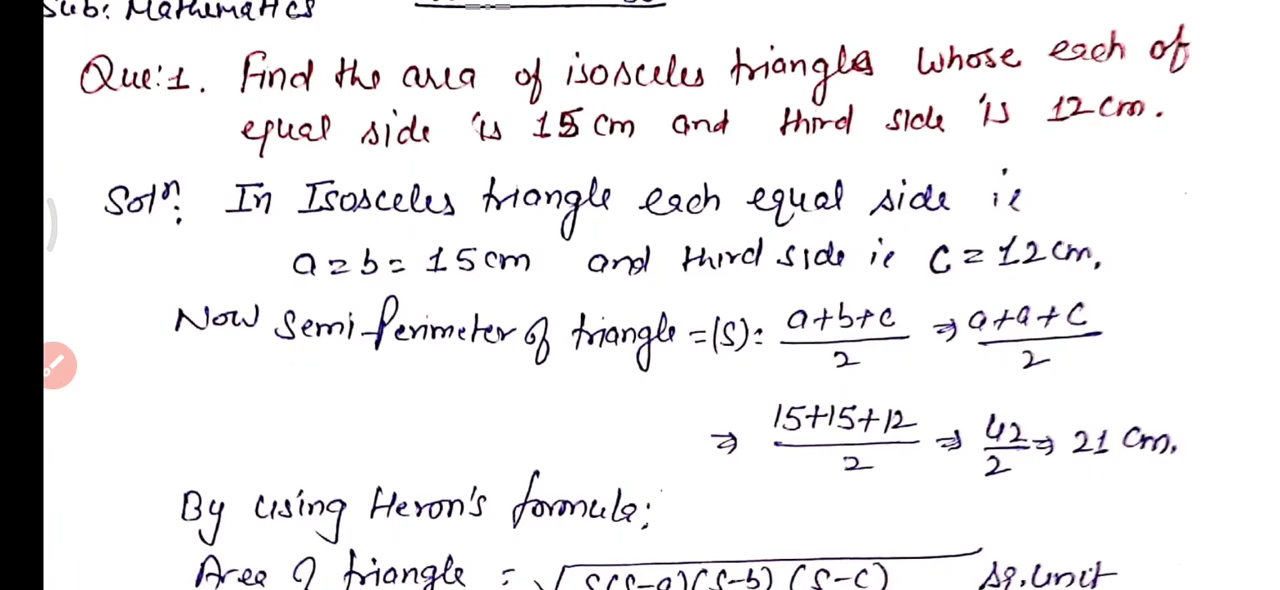 Sub: Mathematics
Que:1. Find the area of isosceles triangles whose each of
equal side is 15 cm and third side is 12 cm.
Solⁿ: In Isosceles triangle each equal side ie
a = b = 15 cm and third side ie C = 12 cm,
Now Semi-Perimeter of triangle = (S): a+b+c/2 ⇒ a+a+c/2
⇒ 15+15+12/2 ⇒ 42/2 ⇒ 21 Cm,
By using Heron's formula:
Area of triangle = √S(S-a)(S-b)(S-c) Sq. Unit